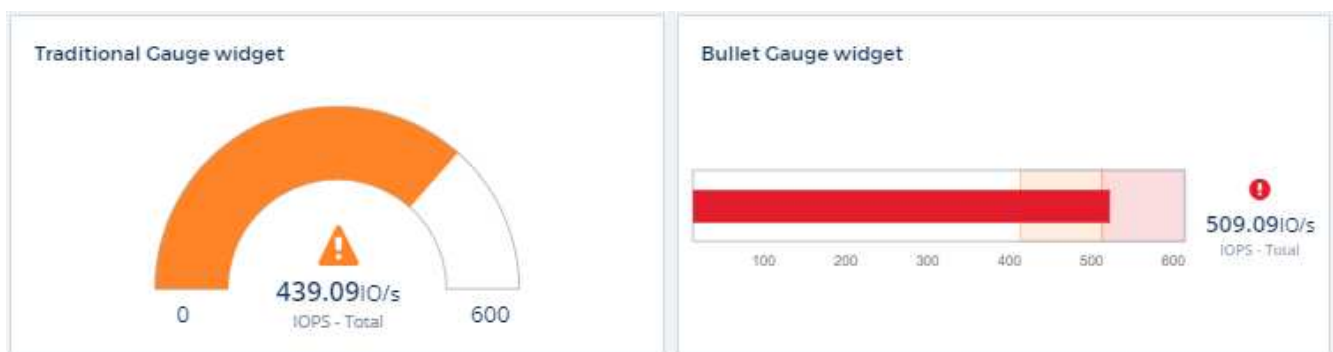 Traditional Gauge widget
439.09IO/s
IOPS - Total
0
600
Bullet Gauge widget
100 200 300 400 500 600
509.09IO/s
IOPS - Total